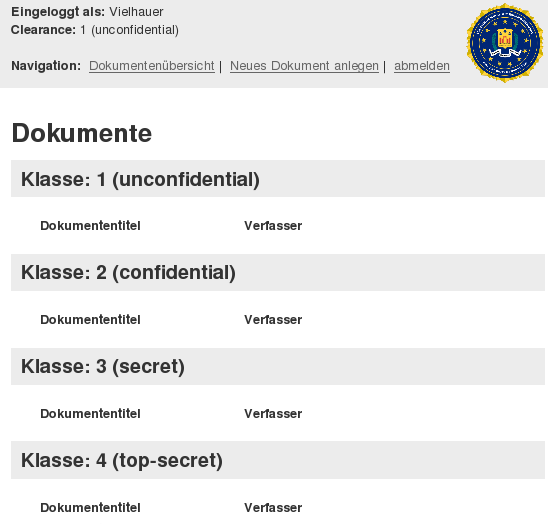 Eingeloggt als: Vielhauer
Clearance: 1 (unconfidential)
Navigation: Dokumentenübersicht | Neues Dokument anlegen | abmelden
Dokumente
Klasse: 1 (unconfidential)
Dokumententitel Verfasser
Klasse: 2 (confidential)
Dokumententitel Verfasser
Klasse: 3 (secret)
Dokumententitel Verfasser
Klasse: 4 (top-secret)
Dokumententitel Verfasser